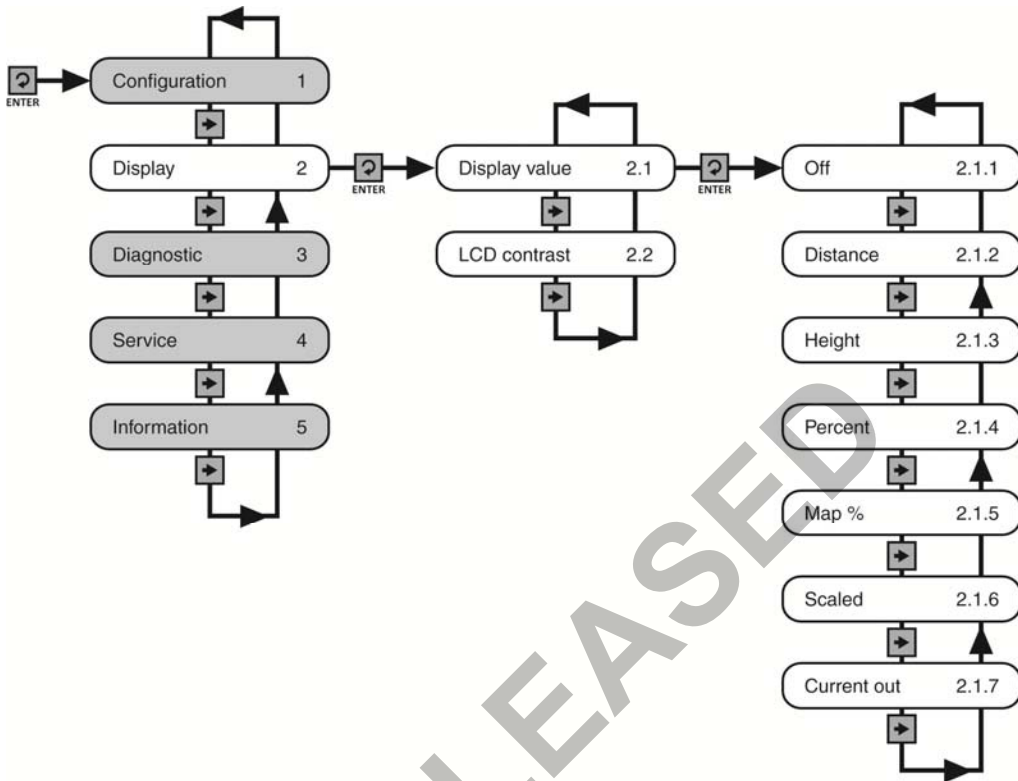 ENTER
Configuration 1
Display 2
Diagnostic 3
Service 4
Information 5
ENTER
Display value 2.1
LCD contrast 2.2
ENTER
Off 2.1.1
Distance 2.1.2
Height 2.1.3
Percent 2.1.4
Map % 2.1.5
Scaled 2.1.6
Current out 2.1.7
LEASED